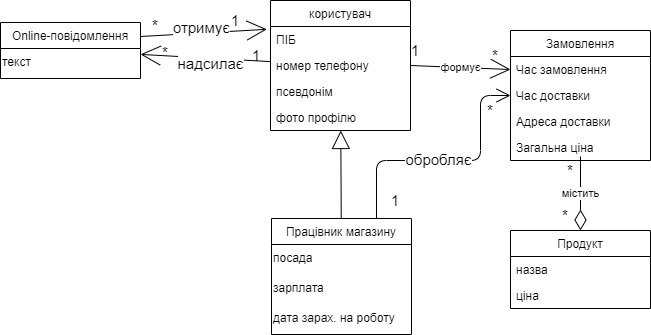 Online-повідомлення
текст
*
отримує
1
*
надсилає
1
користувач
ПІБ
номер телефону
псевдонім
фото профілю
1
формує
*
Замовлення
Час замовлення
Час доставки
Адреса доставки
Загальна ціна
*
обробляє
1
*
містить
*
Працівник магазину
посада
зарплата
дата зарах. на роботу
Продукт
назва
ціна